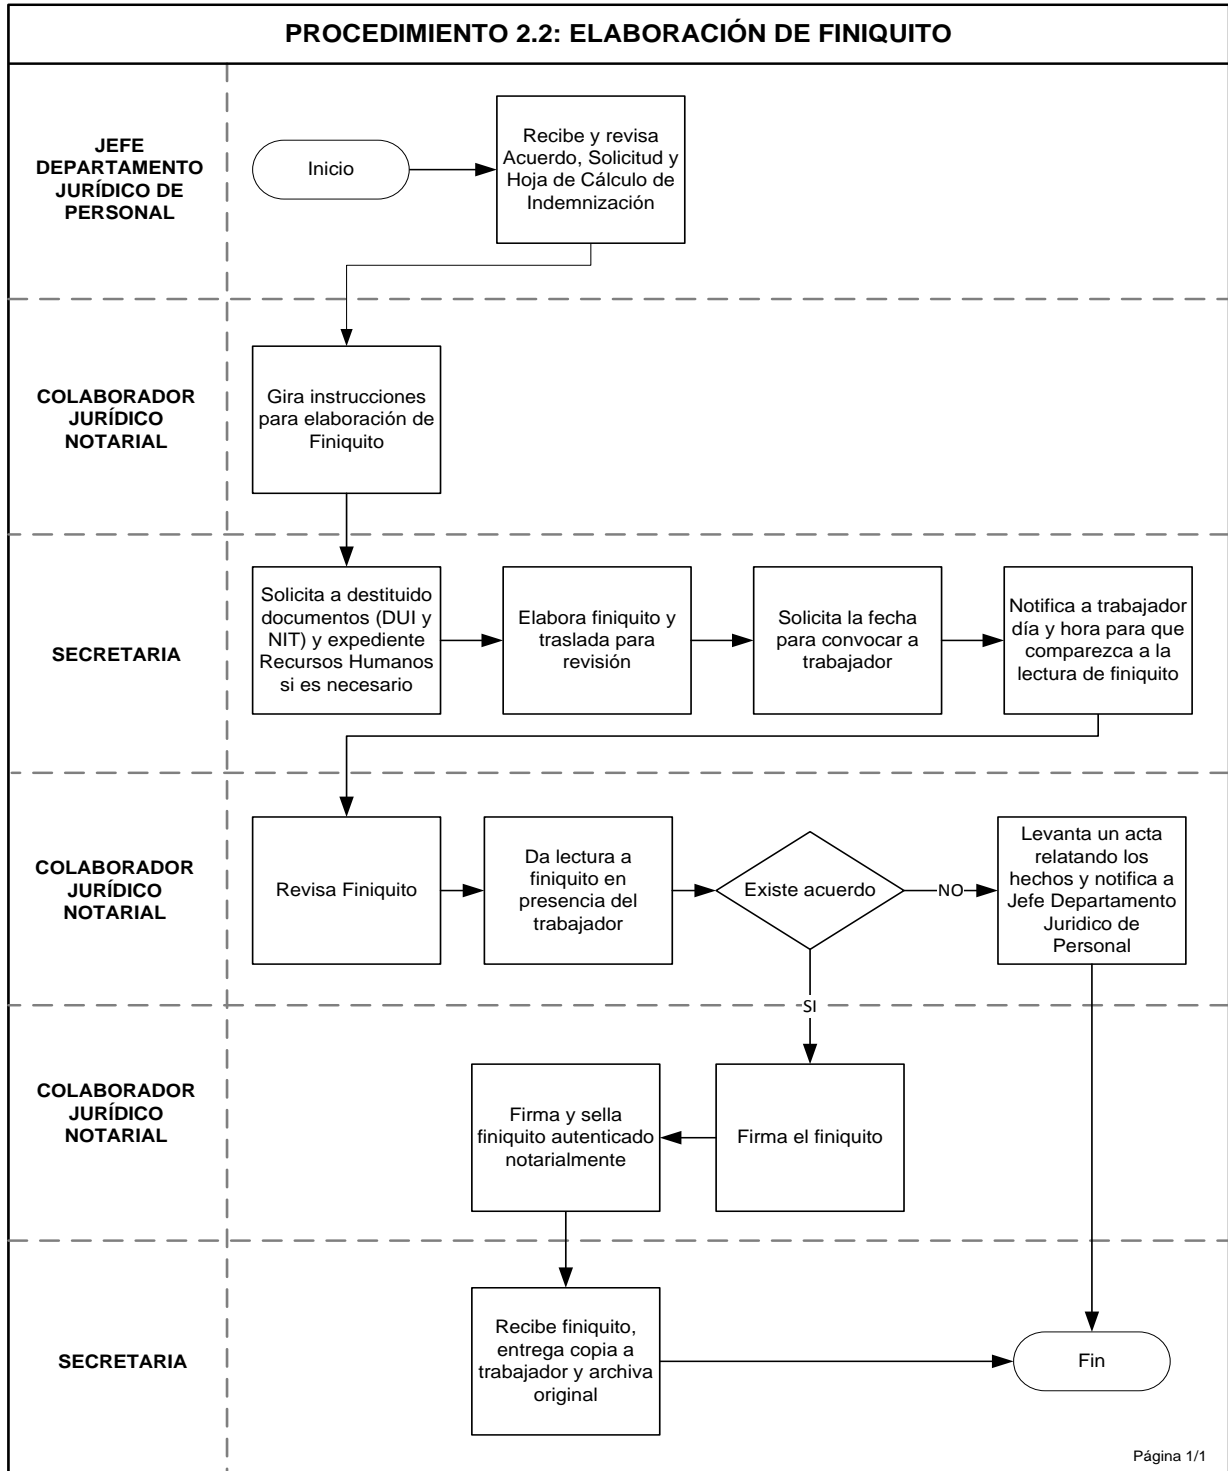 PROCEDIMIENTO 2.2: ELABORACIÓN DE FINIQUITO
JEFE
DEPARTAMENTO
JURÍDICO DE
PERSONAL
Inicio
Recibe y revisa
Acuerdo, Solicitud y
Hoja de Cálculo de
Indemnización
COLABORADOR
JURÍDICO
NOTARIAL
Gira instrucciones
para elaboración de
Finiquito
SECRETARIA
Solicita a destituido
documentos (DUI y
NIT) y expediente
Recursos Humanos
si es necesario
Elabora finiquito y
traslada para
revisión
Solicita la fecha
para convocar a
trabajador
Notifica a trabajador
día y hora para que
comparezca a la
lectura de finiquito
COLABORADOR
JURÍDICO
NOTARIAL
Revisa Finiquito
Da lectura a
finiquito en
presencia del
trabajador
Existe acuerdo
NO
Levanta un acta
relatando los
hechos y notifica a
Jefe Departamento
Juridico de
Personal
SI
COLABORADOR
JURÍDICO
NOTARIAL
Firma y sella
finiquito autenticado
notarialmente
Firma el finiquito
SECRETARIA
Recibe finiquito,
entrega copia a
trabajador y archiva
original
Fin
Página 1/1